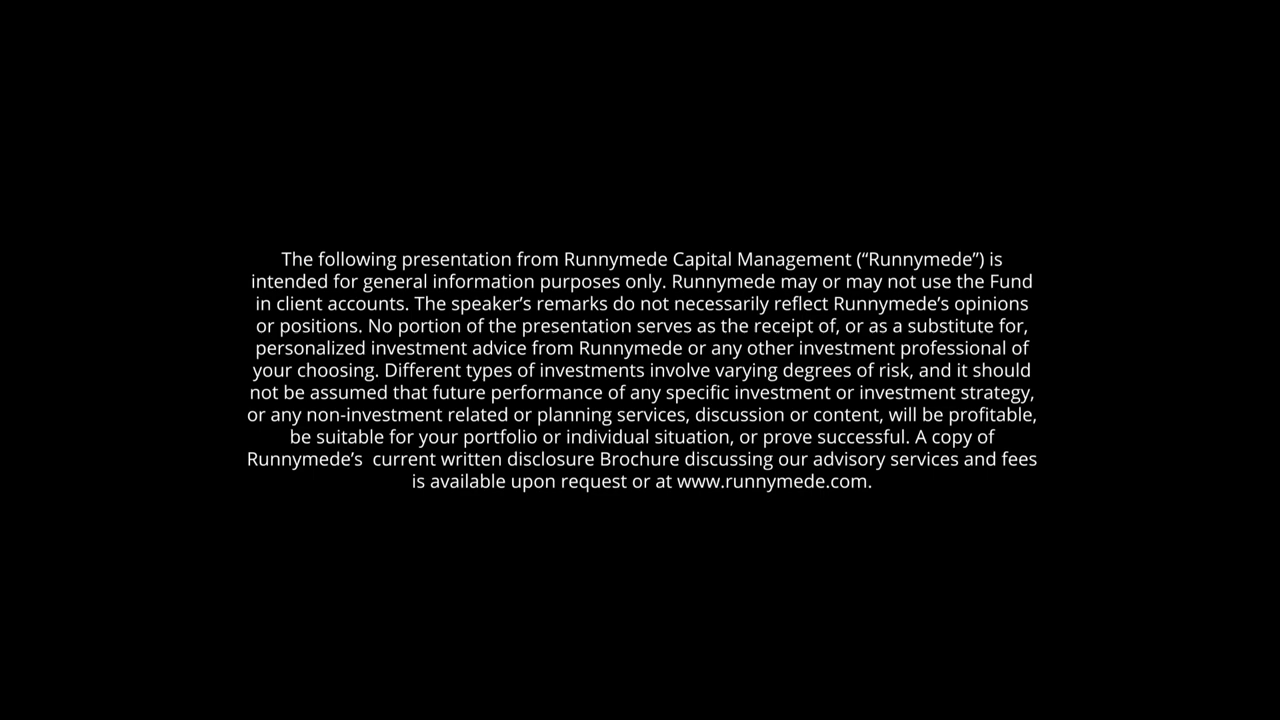 The following presentation from Runnymede Capital Management (“Runnymede”) is
intended for general information purposes only. Runnymede may or may not use the Fund
in client accounts. The speaker’s remarks do not necessarily reflect Runnymede’s opinions
or positions. No portion of the presentation serves as the receipt of, or as a substitute for,
personalized investment advice from Runnymede or any other investment professional of
your choosing. Different types of investments involve varying degrees of risk, and it should
not be assumed that future performance of any specific investment or investment strategy,
or any non-investment related or planning services, discussion or content, will be profitable,
be suitable for your portfolio or individual situation, or prove successful. A copy of
Runnymede’s  current written disclosure Brochure discussing our advisory services and fees
is available upon request or at www.runnymede.com.